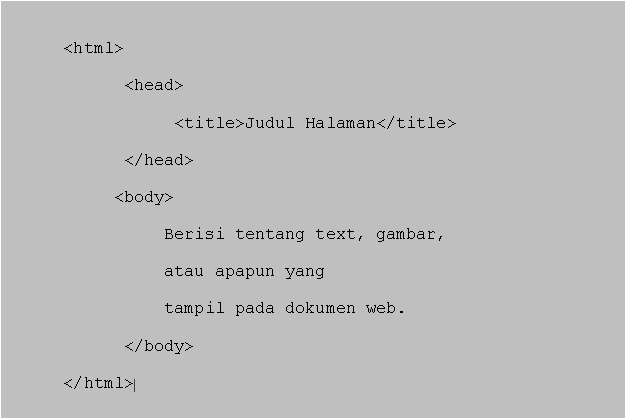 <html>
<head>
<title>Judul Halaman</title>
</head>
<body>
Berisi tentang text, gambar,
atau apapun yang
tampil pada dokumen web.
</body>
</html>